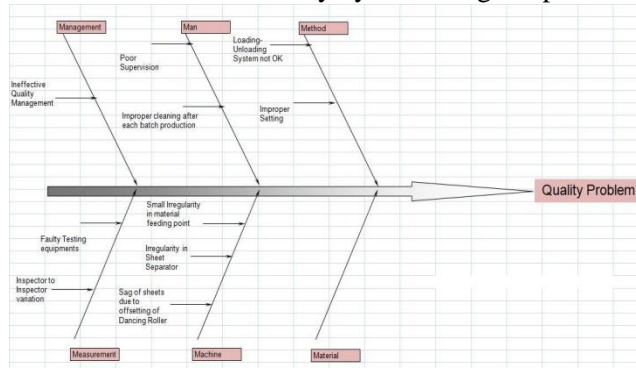 Management
Man
Method
Poor
Supervision
Loading-
Unloading
System not OK
Ineffective
Quality
Management
Improper cleaning after
each batch production
Improper
Setting
Quality Problem
Small Irregularity
in material
feeding point
Faulty Testing
equipments
Irregularity in
Sheet
Separator
Inspector to
Inspector
variation
Sag of sheets
due to
offsetting of
Dancing Roller
Measurement
Machine
Material